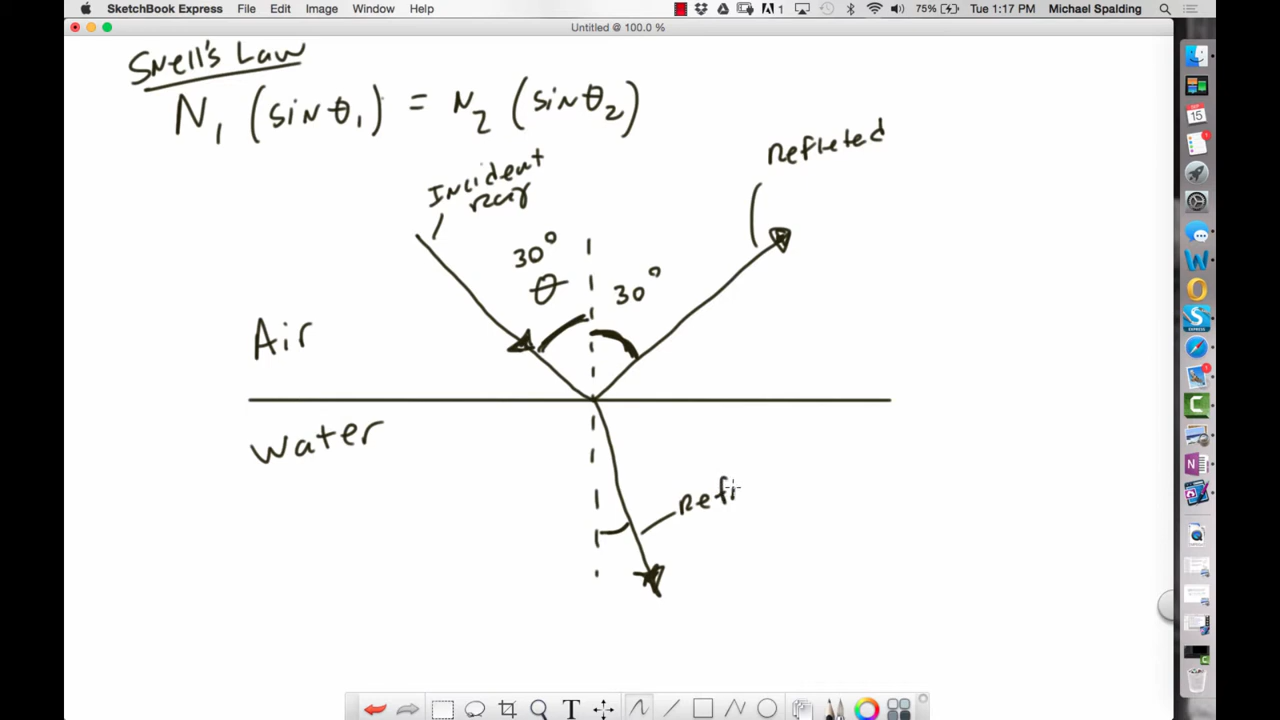 SketchBook Express File Edit Image Window Help 1 75% Tue 1:17 PM Michael Spalding
Untitled @ 100.0 %
Snell's Law
N1 (sin θ1) = N2 (sin θ2)
Refleted
Incident
ray
30°
θ
30°
Air
Water
Refr